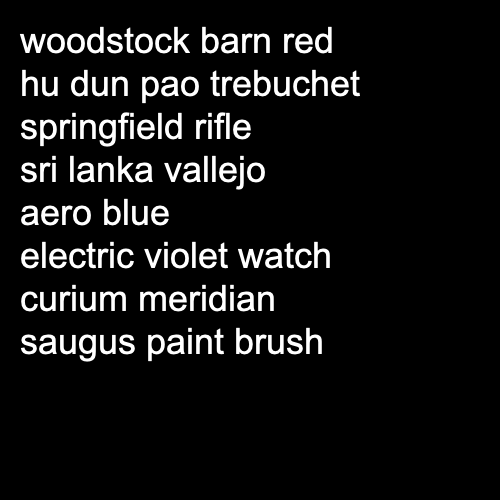 woodstock barn red
hu dun pao trebuchet
springfield rifle
sri lanka vallejo
aero blue
electric violet watch
curium meridian
saugus paint brush